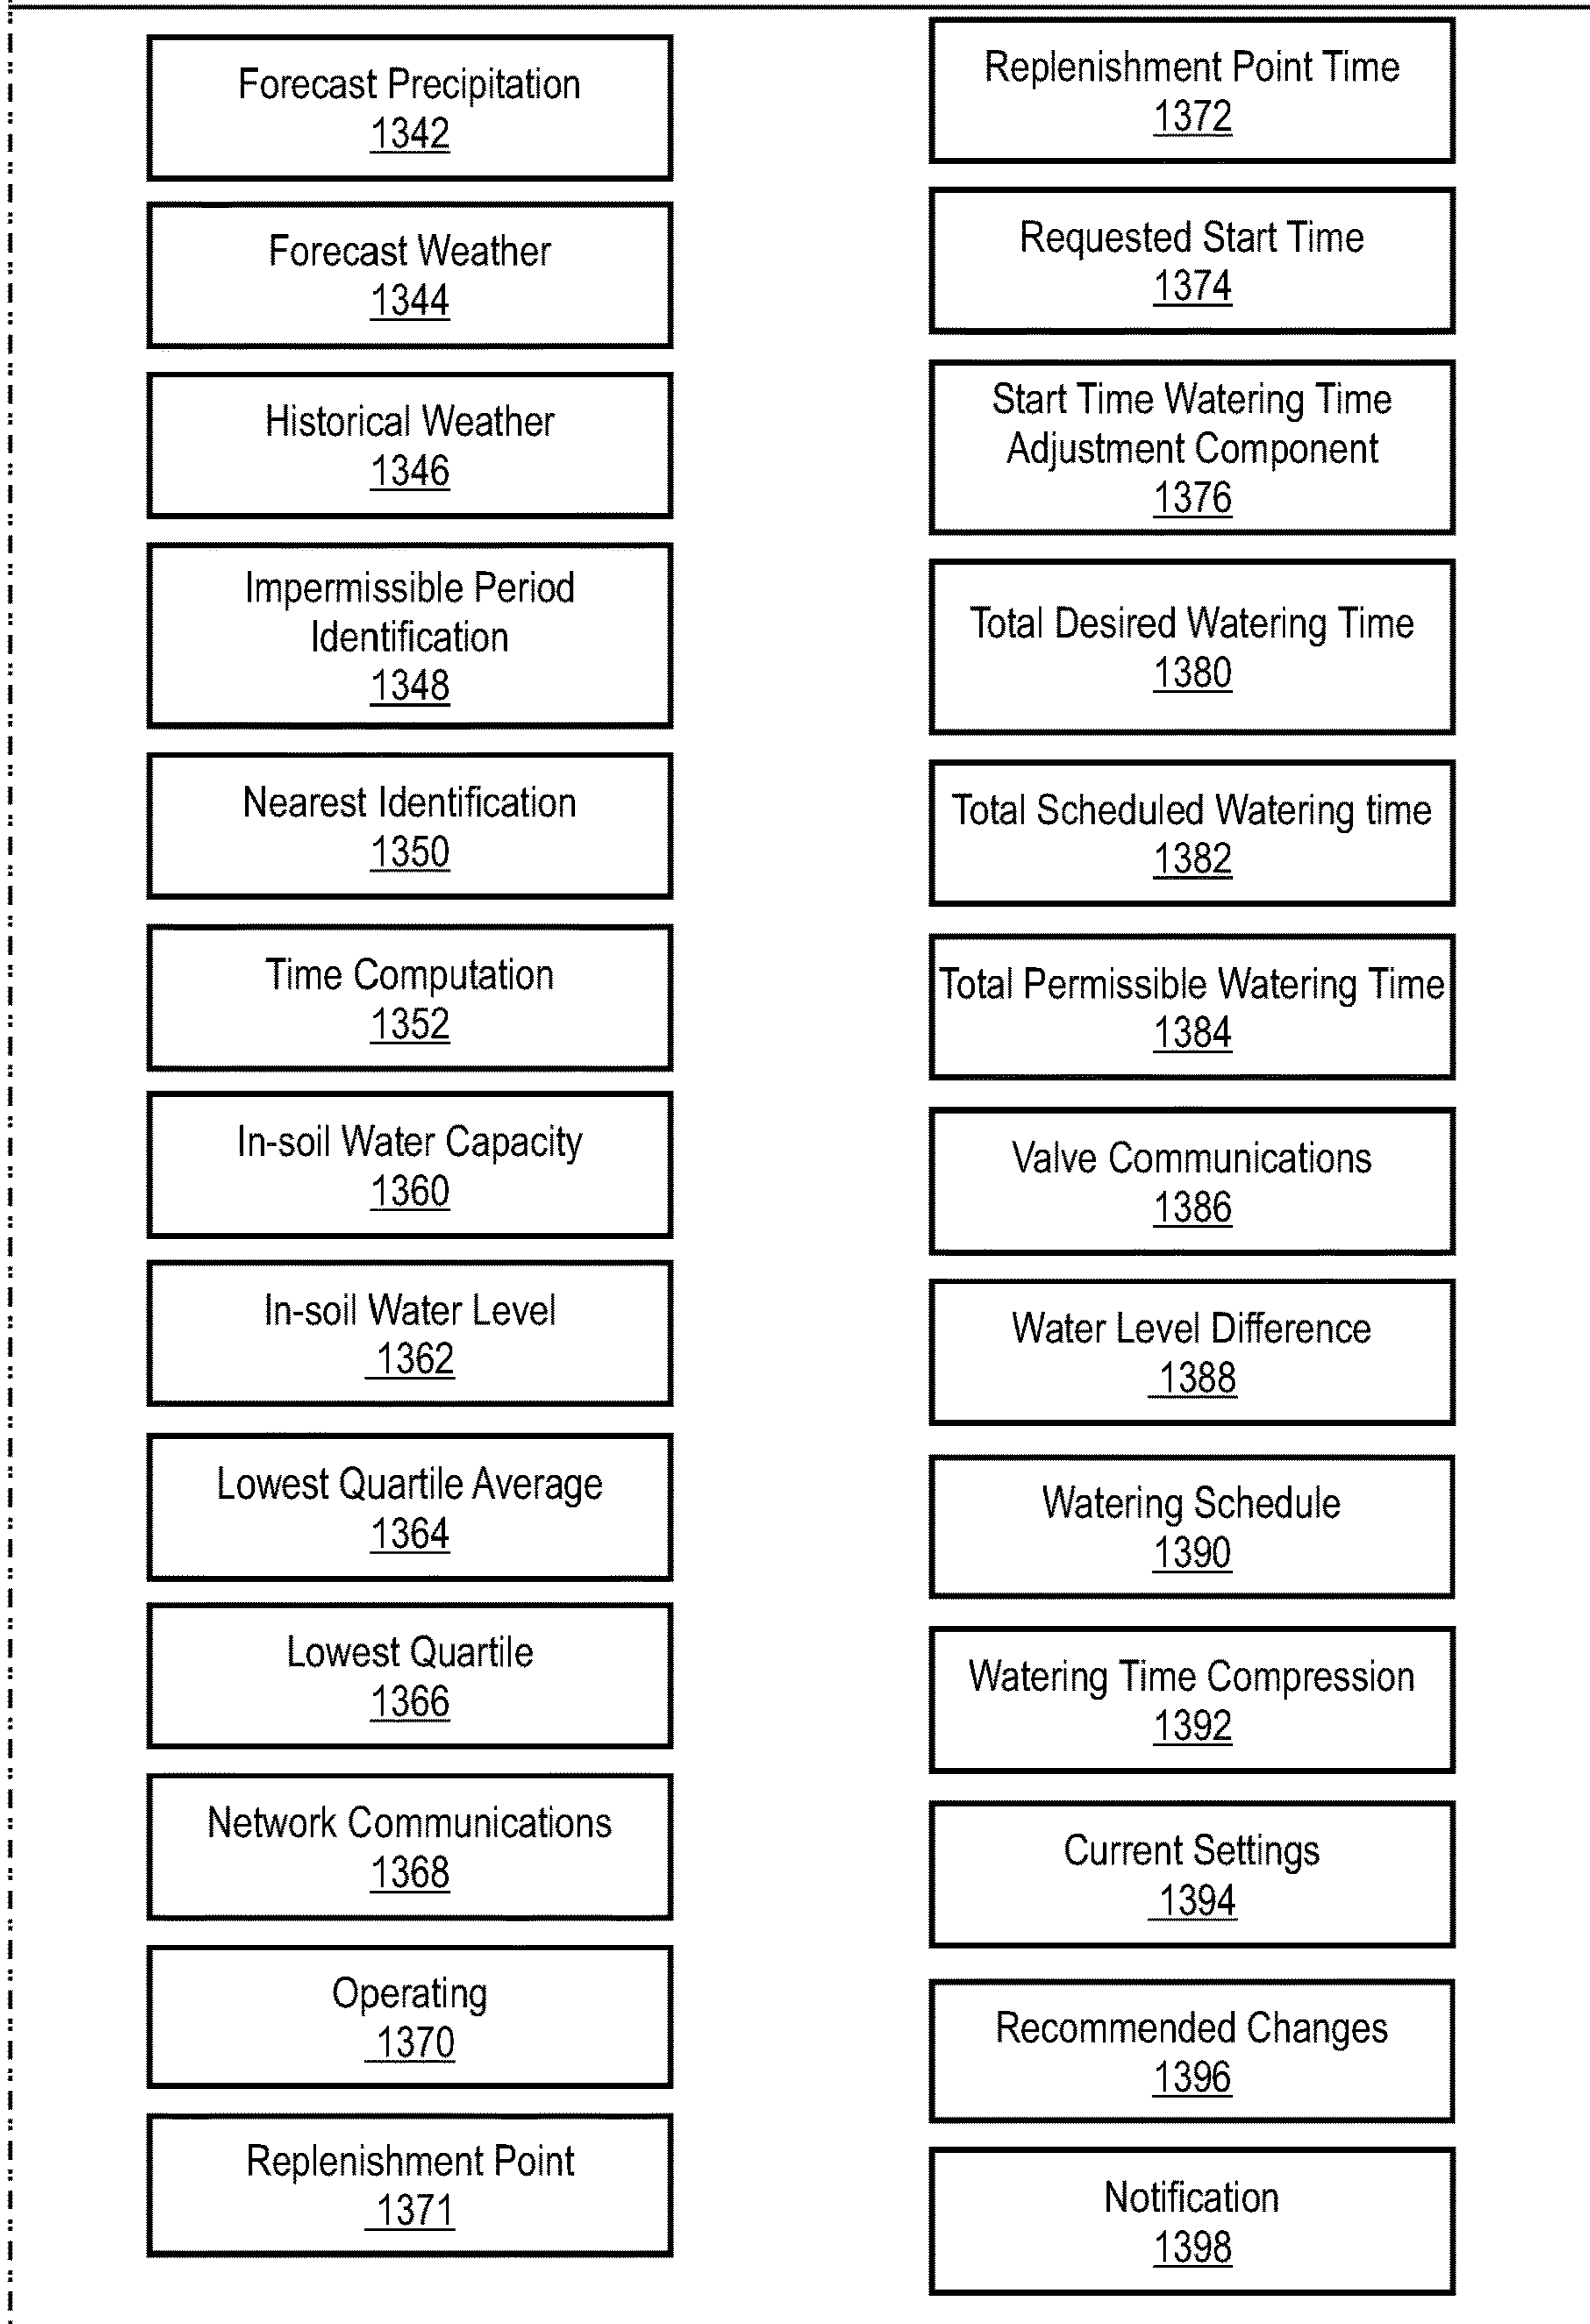 Forecast Precipitation
1342
Forecast Weather
1344
Historical Weather
1346
Impermissible Period
Identification
1348
Nearest Identification
1350
Time Computation
1352
In-soil Water Capacity
1360
In-soil Water Level
1362
Lowest Quartile Average
1364
Lowest Quartile
1366
Network Communications
1368
Operating
1370
Replenishment Point
1371
Replenishment Point Time
1372
Requested Start Time
1374
Start Time Watering Time
Adjustment Component
1376
Total Desired Watering Time
1380
Total Scheduled Watering time
1382
Total Permissible Watering Time
1384
Valve Communications
1386
Water Level Difference
1388
Watering Schedule
1390
Watering Time Compression
1392
Current Settings
1394
Recommended Changes
1396
Notification
1398